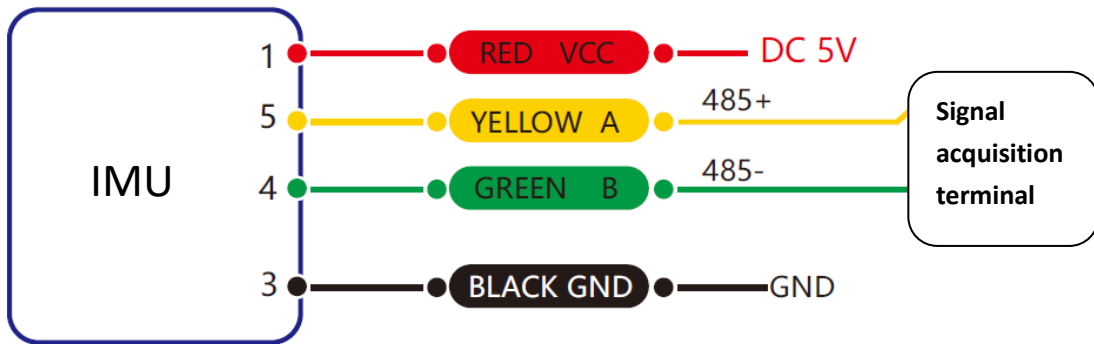 1 RED VCC DC 5V
5 YELLOW A 485+
4 GREEN B 485-
3 BLACK GND GND
IMU
Signal
acquisition
terminal